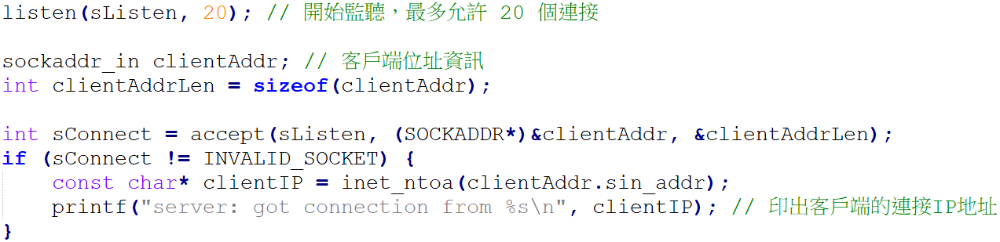 listen(sListen, 20); // 開始監聽，最多允許 20 個連接
sockaddr_in clientAddr; // 客戶端位址資訊
int clientAddrLen = sizeof(clientAddr);
int sConnect = accept(sListen, (SOCKADDR*)&clientAddr, &clientAddrLen);
if (sConnect != INVALID_SOCKET) {
    const char* clientIP = inet_ntoa(clientAddr.sin_addr);
    printf("server: got connection from %s\n", clientIP); // 印出客戶端的連接IP地址
}